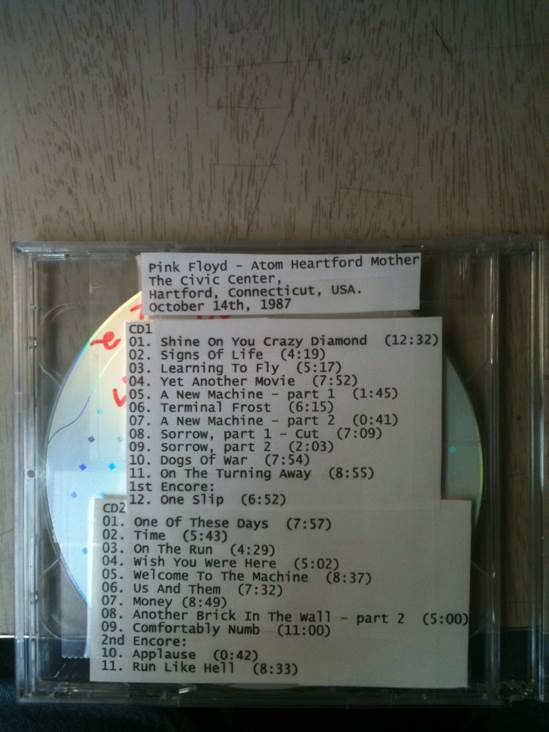 Pink Floyd - Atom Heartford Mother
The Civic Center,
Hartford, Connecticut, USA.
October 14th, 1987
CD1
01. Shine On You Crazy Diamond (12:32)
02. Signs of Life (4:19)
03. Learning To Fly (5:17)
04. Yet Another Movie (7:52)
05. A New Machine - part 1 (1:45)
06. Terminal Frost (6:15)
07. A New Machine - part 2 (0:41)
08. Sorrow, part 1 - Cut (7:09)
09. Sorrow, part 2 (2:03)
10. Dogs Of War (7:54)
11. On The Turning Away (8:55)
1st Encore:
12. One Slip (6:52)
CD2
01. One Of These Days (7:57)
02. Time (5:43)
03. On The Run (4:29)
04. Wish You Were Here (5:02)
05. Welcome To The Machine (8:37)
06. Us And Them (7:32)
07. Money (8:49)
08. Another Brick In The Wall - part 2 (5:00)
09. Comfortably Numb (11:00)
2nd Encore:
10. Applause (0:42)
11. Run Like Hell (8:33)